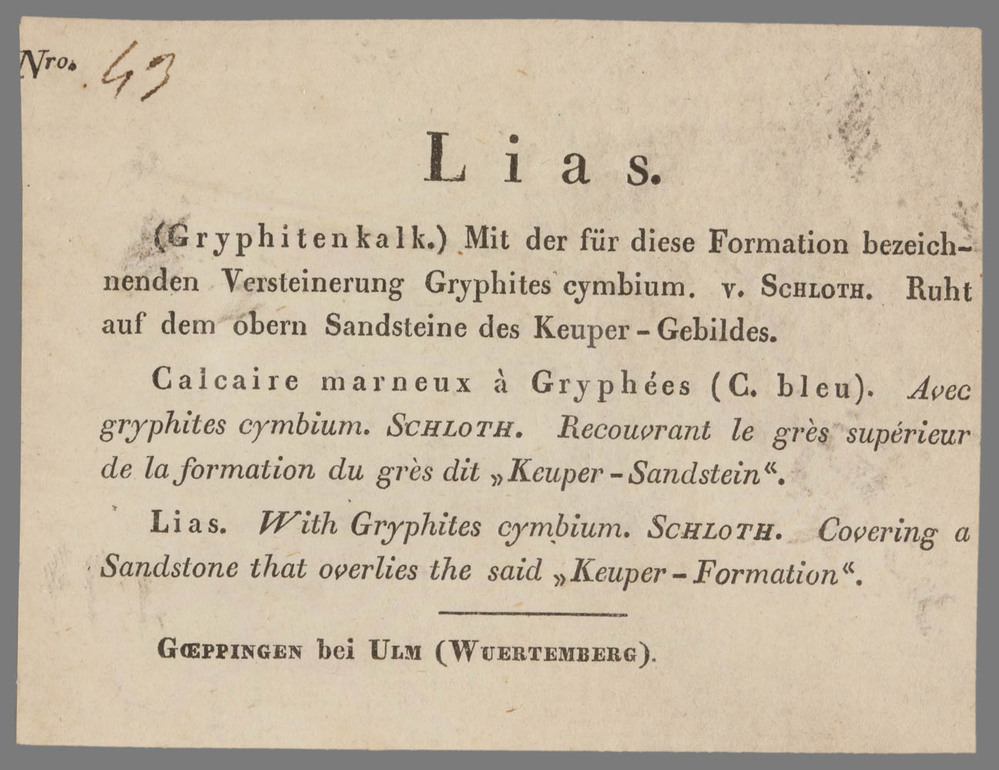 Nro. 43
Lias.
(Gryphitenkalk.) Mit der für diese Formation bezeich-
nenden Versteinerung Gryphites cymbium. v. SCHLOTH. Ruht
auf dem obern Sandsteine des Keuper-Gebildes.
Calcaire marneux à Gryphées (C. bleu). Avec
gryphites cymbium. SCHLOTH. Recouvrant le grès supérieur
de la formation du grès dit „Keuper-Sandstein“.
Lias. With Gryphites cymbium. SCHLOTH. Covering a
Sandstone that overlies the said „Keuper-Formation“.
GŒPPINGEN bei ULM (WUERTEMBERG).